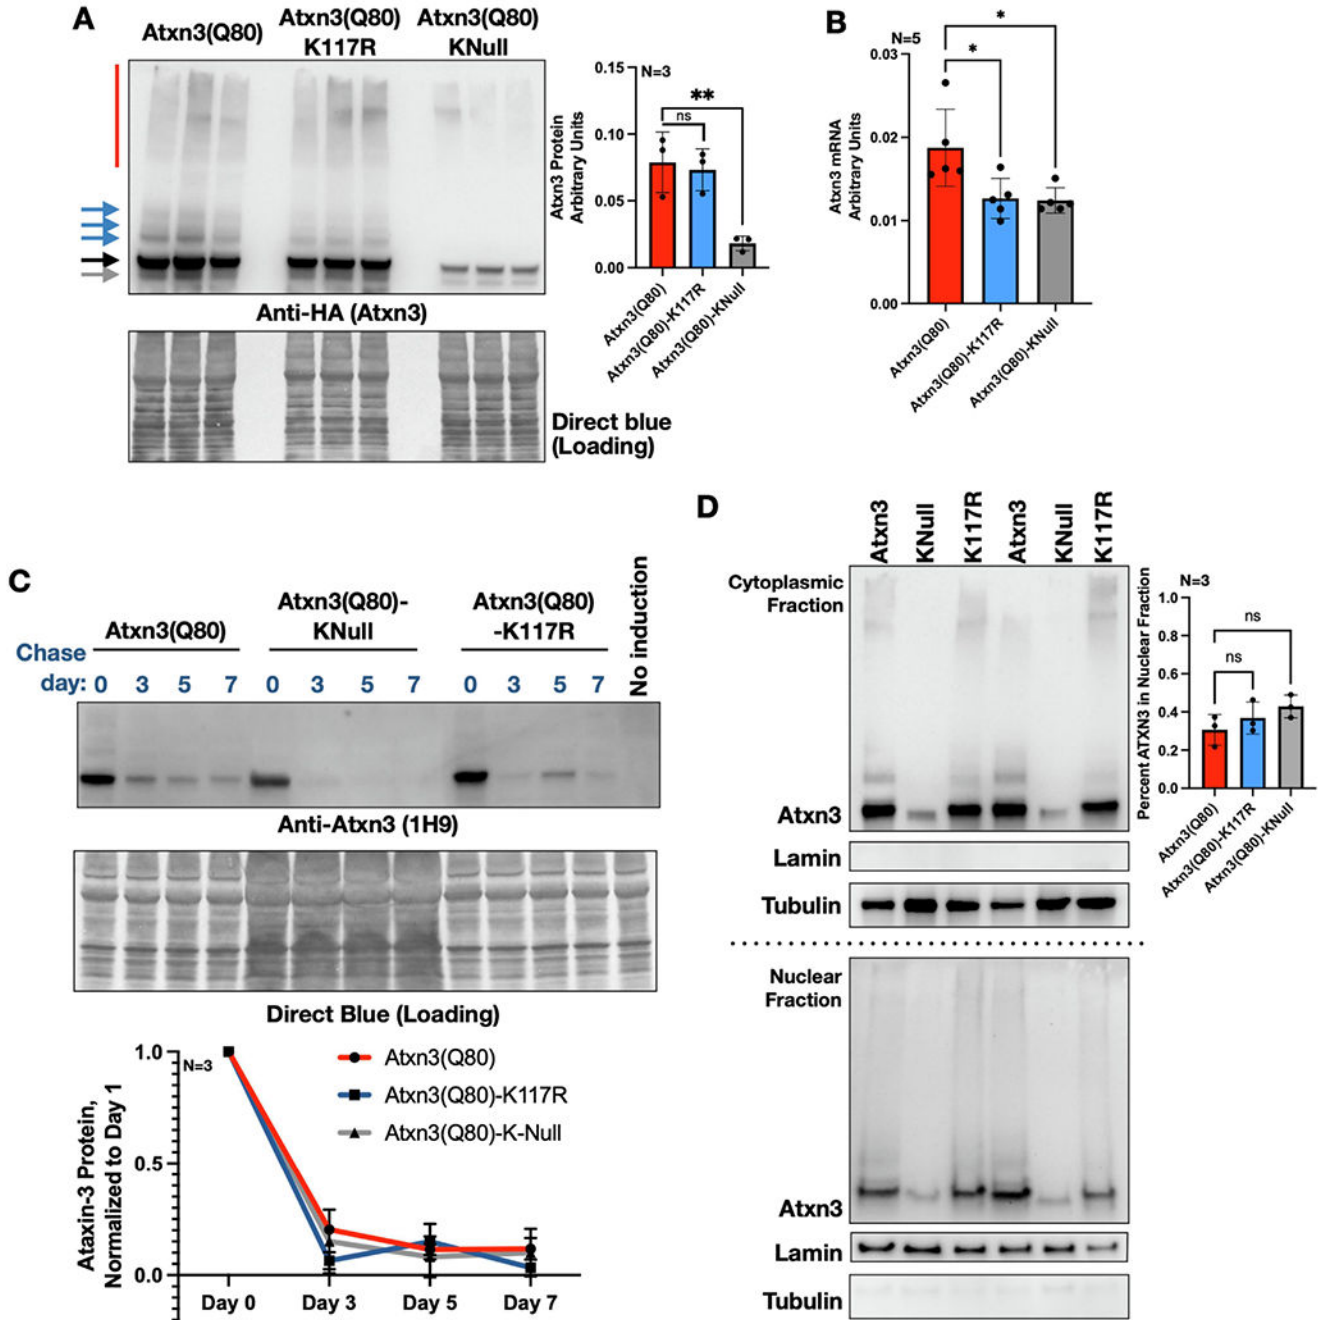 A
Atxn3(Q80)
Atxn3(Q80)
K117R
Atxn3(Q80)
KNull
Anti-HA (Atxn3)
Direct blue
(Loading)
Atxn3 Protein
Arbitrary Units
0.15
0.10
0.05
0.00
N=3
**
ns
Atxn3(Q80)
Atxn3(Q80)-K117R
Atxn3(Q80)-KNull
B
Atxn3 mRNA
Arbitrary Units
N=5
0.03
0.02
0.01
0.00
*
*
Atxn3(Q80)
Atxn3(Q80)-K117R
Atxn3(Q80)-KNull
C
Atxn3(Q80)
Atxn3(Q80)-
KNull
Atxn3(Q80)
-K117R
No induction
Chase
day: 0 3 5 7 0 3 5 7 0 3 5 7
Anti-Atxn3 (1H9)
Direct Blue (Loading)
Ataxin-3 Protein,
Normalized to Day 1
1.0
0.5
0.0
N=3
Atxn3(Q80)
Atxn3(Q80)-K117R
Atxn3(Q80)-K-Null
Day 0 Day 3 Day 5 Day 7
D
Atxn3 KNull K117R Atxn3 KNull K117R
Cytoplasmic
Fraction
Atxn3
Lamin
Tubulin
Nuclear
Fraction
Atxn3
Lamin
Tubulin
Percent ATXN3 in Nuclear Fraction
N=3
1.0
0.8
0.6
0.4
0.2
0.0
ns
ns
Atxn3(Q80)
Atxn3(Q80)-K117R
Atxn3(Q80)-KNull